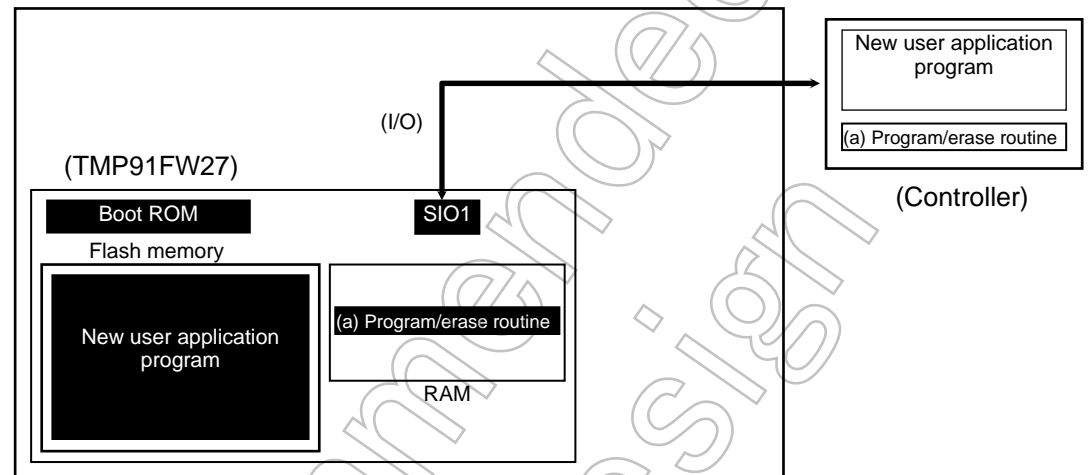 New user application
program
(I/O)
(a) Program/erase routine
(TMP91FW27)
(Controller)
Boot ROM
SIO1
Flash memory
New user application
program
(a) Program/erase routine
RAM